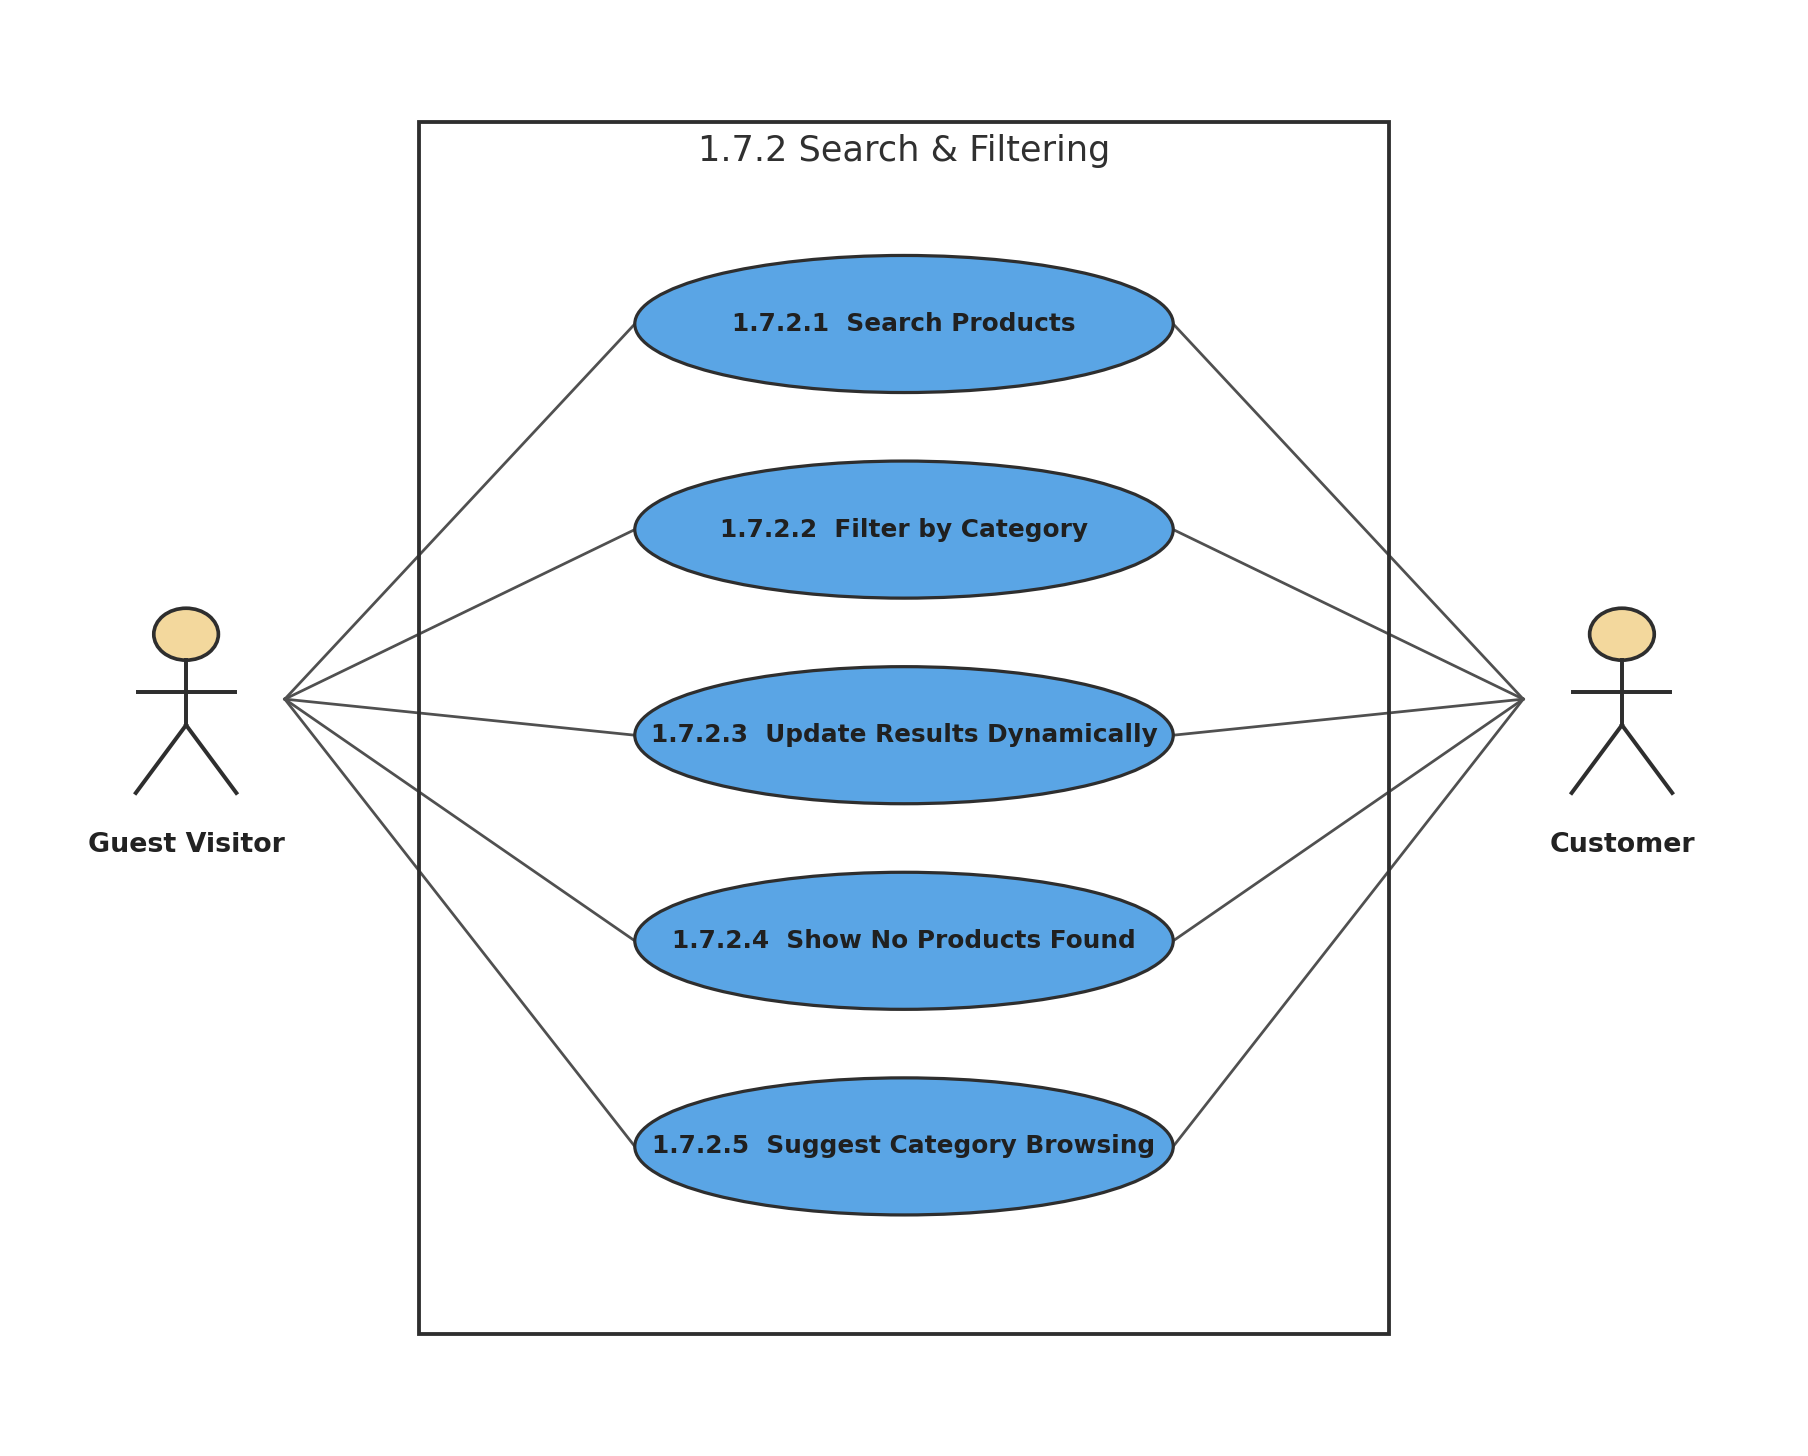 1.7.2 Search & Filtering
1.7.2.1  Search Products
1.7.2.2  Filter by Category
1.7.2.3  Update Results Dynamically
1.7.2.4  Show No Products Found
1.7.2.5  Suggest Category Browsing
Guest Visitor
Customer